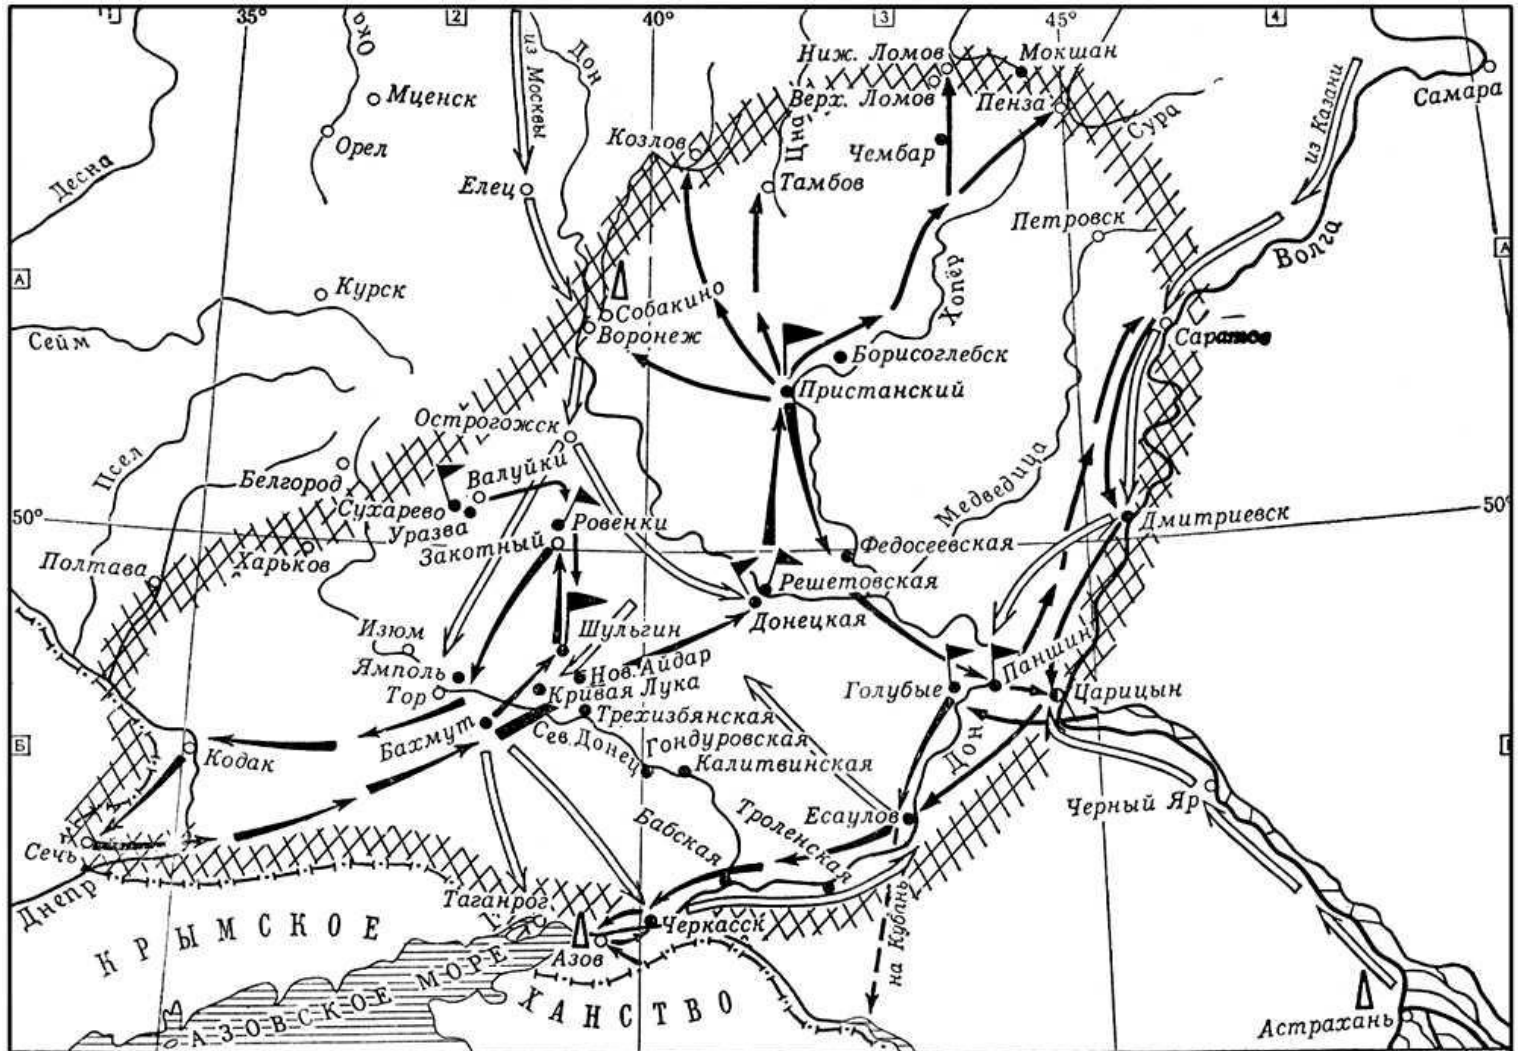 35°
2
40°
3
45°
4
Ока
Дон
из Москвы
Ниж. Ломов
Мокшан
Мценск
Верх. Ломов
Пенза
Самара
Сура
из Казани
Орел
Козлов
Цна
Чембар
Десна
Елец
Тамбов
Петровск
Волга
А
А
Курск
Собакино
Хопёр
Сейм
Воронеж
Саратов
Борисоглебск
Пристанский
Острогожск
Псел
Белгород
Валуйки
Медведица
50°
Сухарево
Уразва
Ровенки
50°
Дмитриевск
Закотный
Федосеевская
Полтава
Харьков
Решетовская
Донецкая
Изюм
Шульгин
Паншин
Ямполь
Нов. Айдар
Тор
Кривая Лука
Голубые
Царицын
Бахмут
Трехизбянская
Б
Кодак
Сев. Донец
Гондуровская
Дон
Калитвинская
Черный Яр
Есаулов
Бабская
Троленская
Сечь
Днепр
Таганрог
Черкасск
на Кубань
КРЫМСКОЕ
Азов
ХАНСТВО
АЗОВСКОЕ МОРЕ
Астрахань